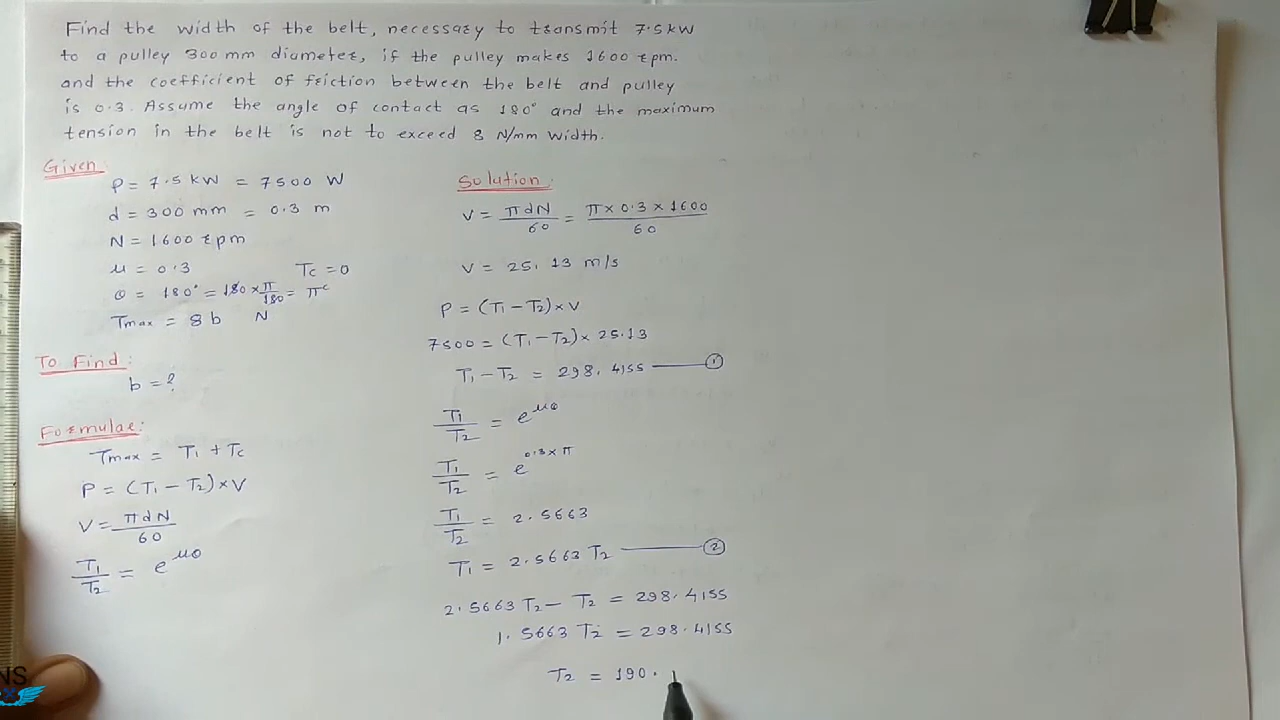 Find the width of the belt, necessary to transmit 7.5 kW
to a pulley 300 mm diameter, if the pulley makes 1600 rpm.
and the coefficient of friction between the belt and pulley
is 0.3. Assume the angle of contact as 180° and the maximum
tension in the belt is not to exceed 8 N/mm width.
Given:
P = 7.5 kW = 7500 W
d = 300 mm = 0.3 m
N = 1600 rpm
μ = 0.3 Tc = 0
θ = 180° = 180 × π/180 = π^c
Tmax = 8 b N
To Find:
b = ?
Formulae:
Tmax = T1 + Tc
P = (T1 - T2) × V
V = πdN/60
T1/T2 = e^μθ
Solution:
V = πdN/60 = π × 0.3 × 1600/60
V = 25.13 m/s
P = (T1 - T2) × V
7500 = (T1 - T2) × 25.13
T1 - T2 = 298.4155 — ①
T1/T2 = e^μθ
T1/T2 = e^0.3×π
T1/T2 = 2.5663
T1 = 2.5663 T2 — ②
2.5663 T2 - T2 = 298.4155
1.5663 T2 = 298.4155
T2 = 190.
NS